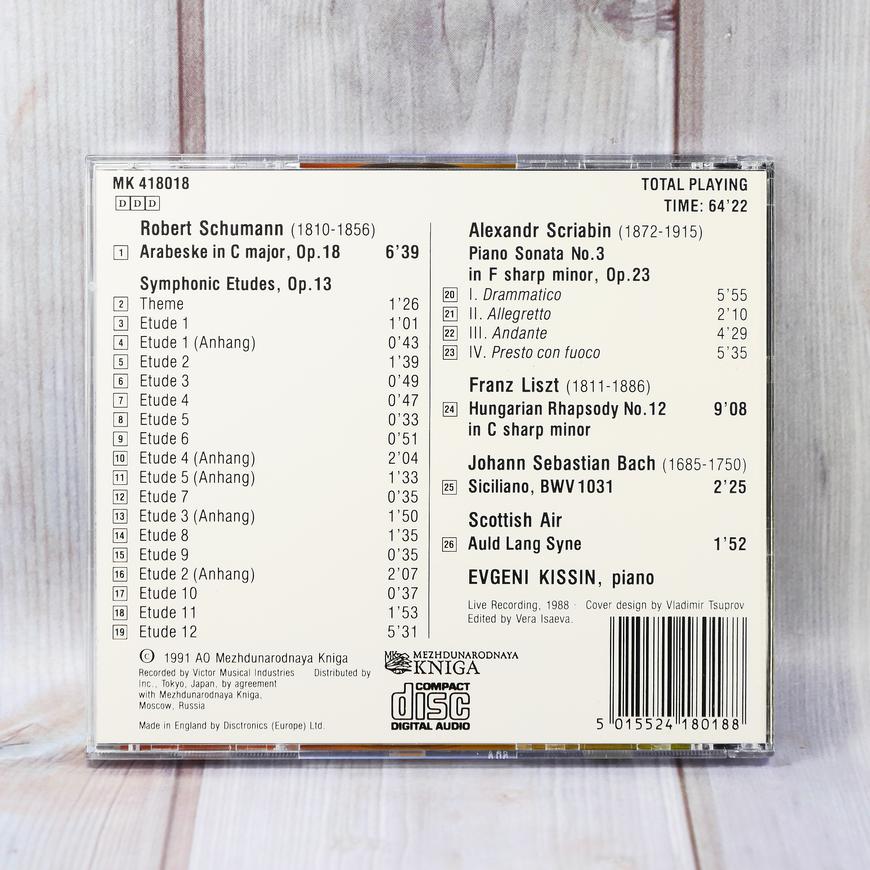 MK 418018
DDD
TOTAL PLAYING
TIME: 64'22
Robert Schumann (1810-1856)
1 Arabeske in C major, Op.18 6'39
Symphonic Etudes, Op.13
2 Theme 1'26
3 Etude 1 1'01
4 Etude 1 (Anhang) 0'43
5 Etude 2 1'39
6 Etude 3 0'49
7 Etude 4 0'47
8 Etude 5 0'33
9 Etude 6 0'51
10 Etude 4 (Anhang) 2'04
11 Etude 5 (Anhang) 1'33
12 Etude 7 0'35
13 Etude 3 (Anhang) 1'50
14 Etude 8 1'35
15 Etude 9 0'35
16 Etude 2 (Anhang) 2'07
17 Etude 10 0'37
18 Etude 11 1'53
19 Etude 12 5'31
Alexandr Scriabin (1872-1915)
Piano Sonata No.3
in F sharp minor, Op.23
20 I. Drammatico 5'55
21 II. Allegretto 2'10
22 III. Andante 4'29
23 IV. Presto con fuoco 5'35
Franz Liszt (1811-1886)
24 Hungarian Rhapsody No.12 9'08
in C sharp minor
Johann Sebastian Bach (1685-1750)
25 Siciliano, BWV 1031 2'25
Scottish Air
26 Auld Lang Syne 1'52
EVGENI KISSIN, piano
Live Recording, 1988 · Cover design by Vladimir Tsuprov
Edited by Vera Isaeva.
© 1991 AO Mezhdunarodnaya Kniga
Recorded by Victor Musical Industries Distributed by
Inc., Tokyo, Japan, by agreement
with Mezhdunarodnaya Kniga,
Moscow, Russia
Made in England by Disctronics (Europe) Ltd.
MK MEZHDUNARODNAYA
KNIGA
COMPACT
disc
DIGITAL AUDIO
5 015524 180188